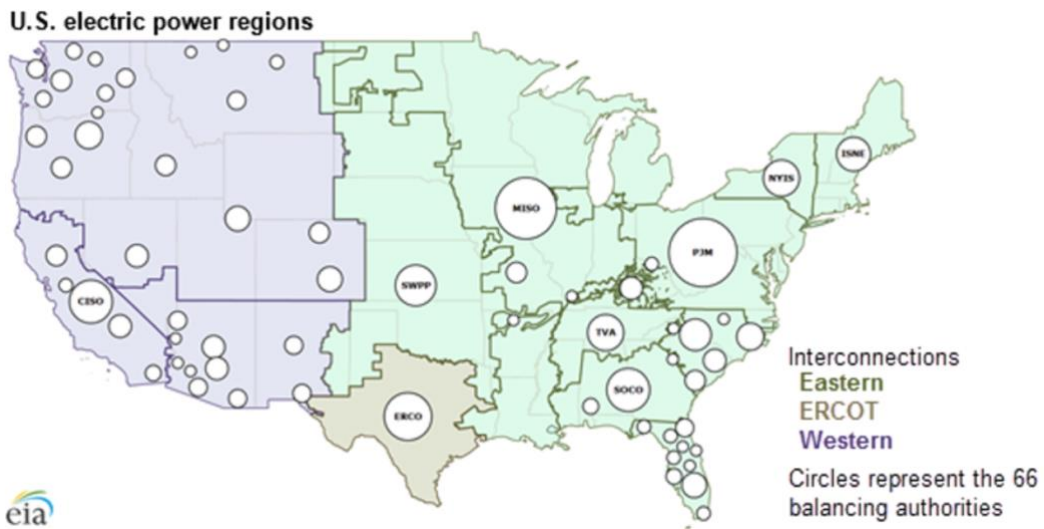 U.S. electric power regions
ISNE
NYIS
MISO
PJM
SWPP
CISO
TVA
SOCO
ERCO
Interconnections
Eastern
ERCOT
Western
Circles represent the 66
balancing authorities
eia